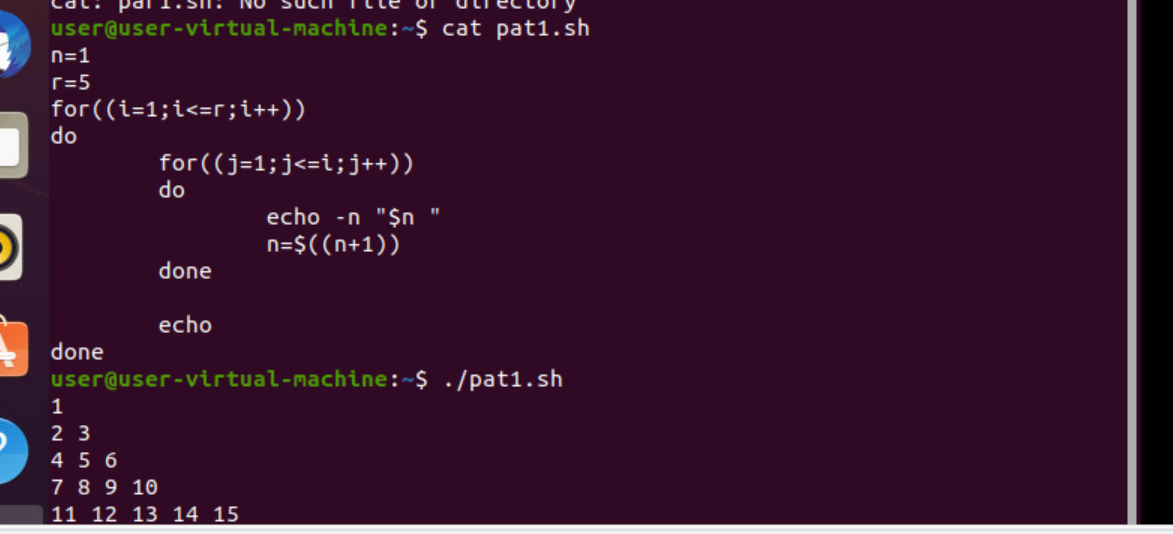 cat: par1.sh: No such file or directory
user@user-virtual-machine:~$ cat pat1.sh
n=1
r=5
for((i=1;i<=r;i++))
do
for((j=1;j<=i;j++))
do
echo -n "$n "
n=$((n+1))
done
echo
done
user@user-virtual-machine:~$ ./pat1.sh
1
2 3
4 5 6
7 8 9 10
11 12 13 14 15